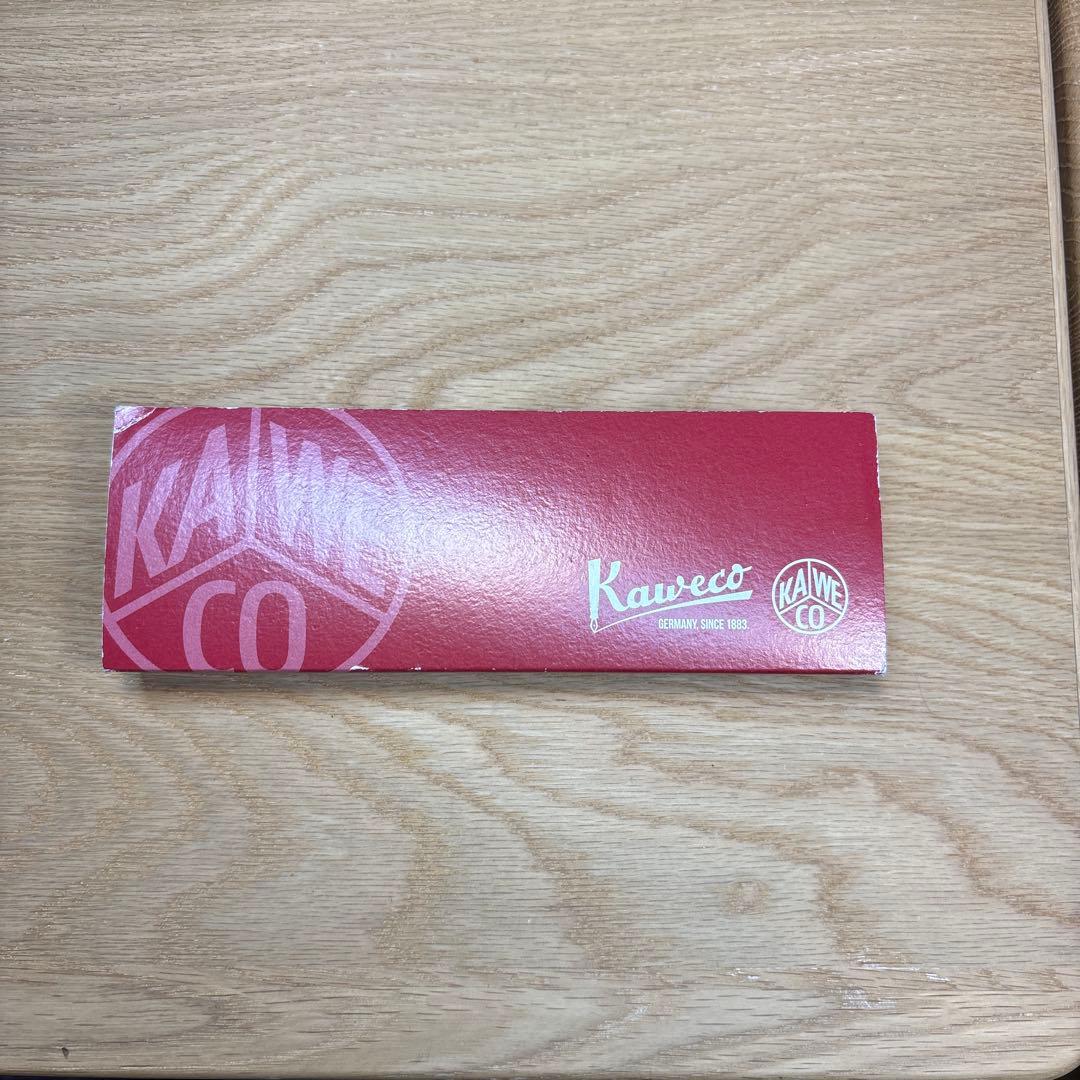 KAWE
CO
Kaweco
GERMANY, SINCE 1883.
KAWE
CO